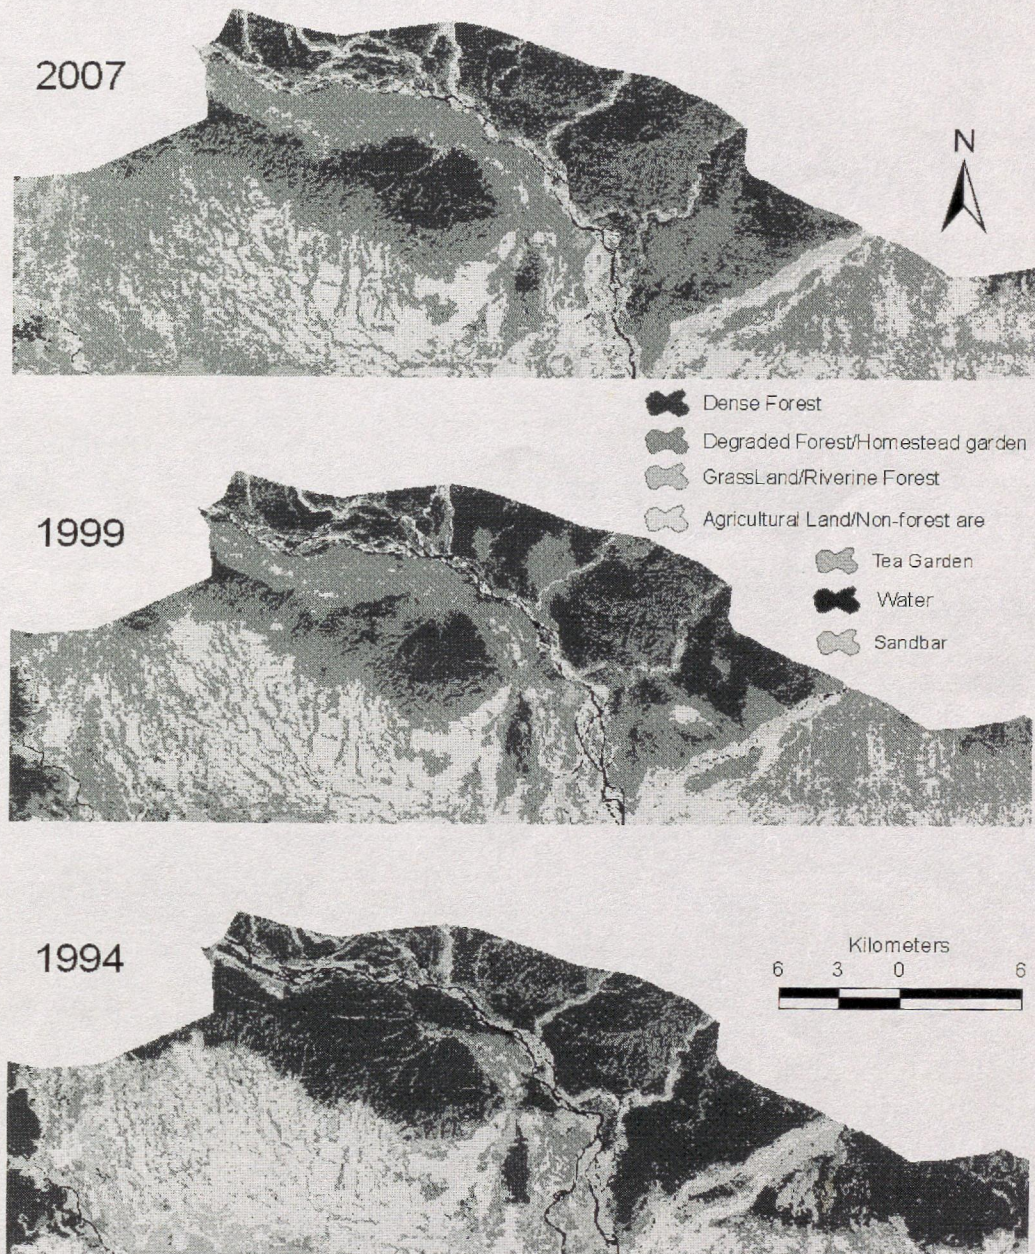 2007
N
Dense Forest
Degraded Forest/Homestead garden
GrassLand/Riverine Forest
1999
Agricultural Land/Non-forest are
Tea Garden
Water
Sandbar
1994
Kilometers
6 3 0 6